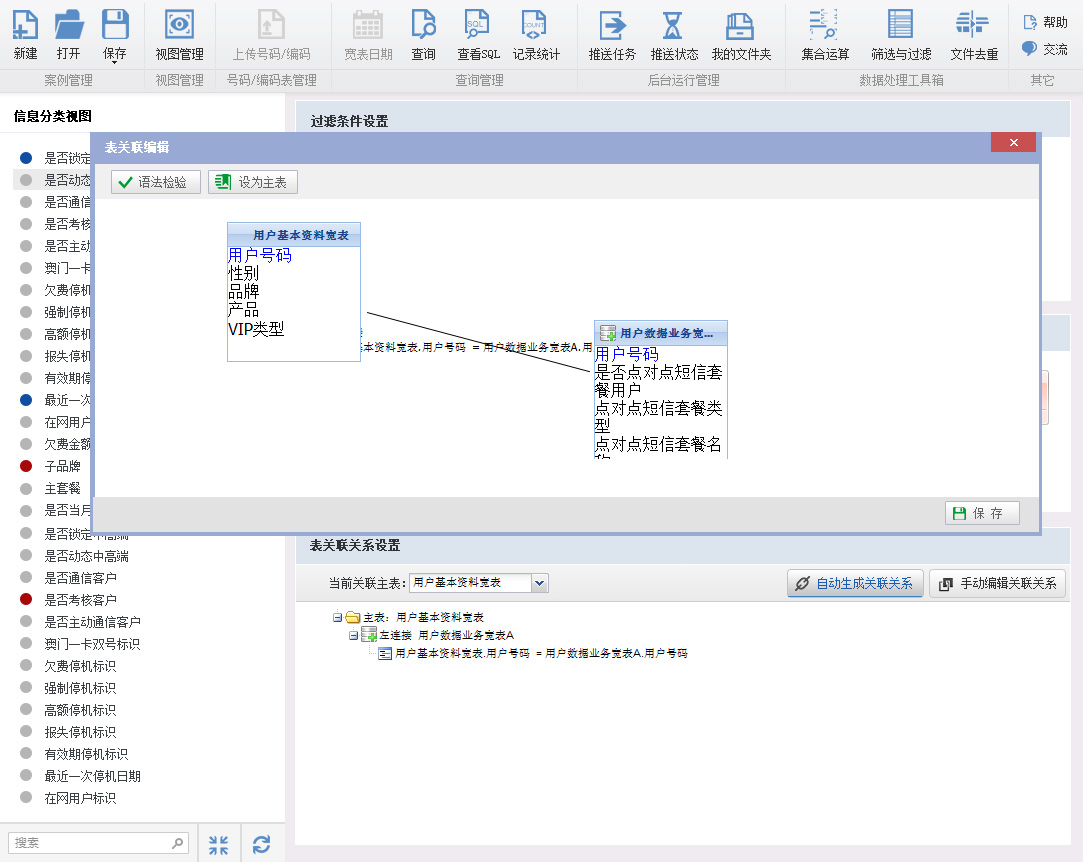 新建 打开 保存 视图管理 上传号码/编码 宽表日期 查询 查看SQL 记录统计 推送任务 推送状态 我的文件夹 集合运算 筛选与过滤 文件去重 帮助
交流
案例管理 视图管理 号码/编码表管理 查询管理 后台运行管理 数据处理工具箱 其它
信息分类视图
过滤条件设置
是否锁定
是否动态
是否通信
是否考核
是否主动
澳门一卡
欠费停机
强制停机
高额停机
报失停机
有效期停
最近一次
在网用户
欠费金额
子品牌
主套餐
是否当月
是否锁定中高端
是否动态中高端
是否通信客户
是否考核客户
是否主动通信客户
澳门一卡双号标识
欠费停机标识
强制停机标识
高额停机标识
报失停机标识
有效期停机标识
最近一次停机日期
在网用户标识
搜索
表关联编辑
语法检验 设为主表
用户基本资料宽表
用户号码
性别
品牌
产品
VIP类型
本资料宽表.用户号码 = 用户数据业务宽表A.用
用户数据业务宽...
用户号码
是否点对点短信套
餐用户
点对点短信套餐类
型
点对点短信套餐名
称
保 存
表关联关系设置
当前关联主表: 用户基本资料宽表 自动生成关联关系 手动编辑关联关系
主表: 用户基本资料宽表
左连接 用户数据业务宽表A
用户基本资料宽表.用户号码 = 用户数据业务宽表A.用户号码